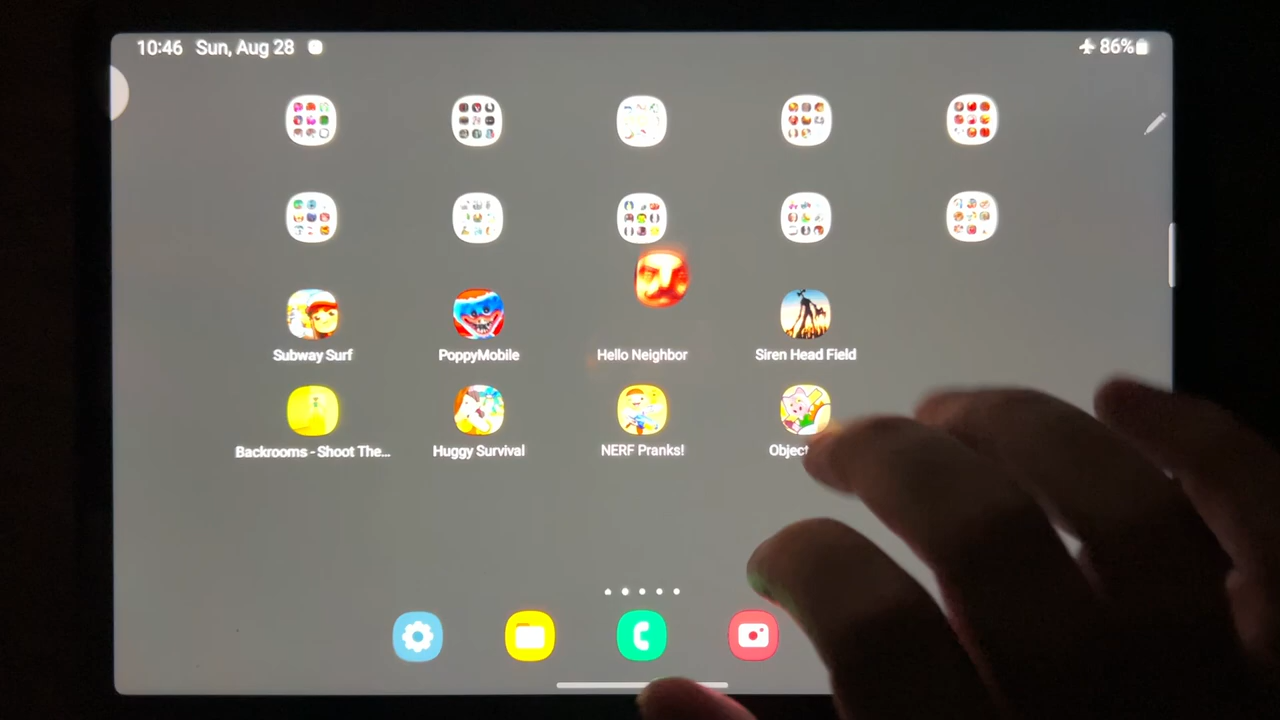 10:46 Sun, Aug 28
86%
Subway Surf
PoppyMobile
Hello Neighbor
Siren Head Field
Backrooms - Shoot The...
Huggy Survival
NERF Pranks!
Object